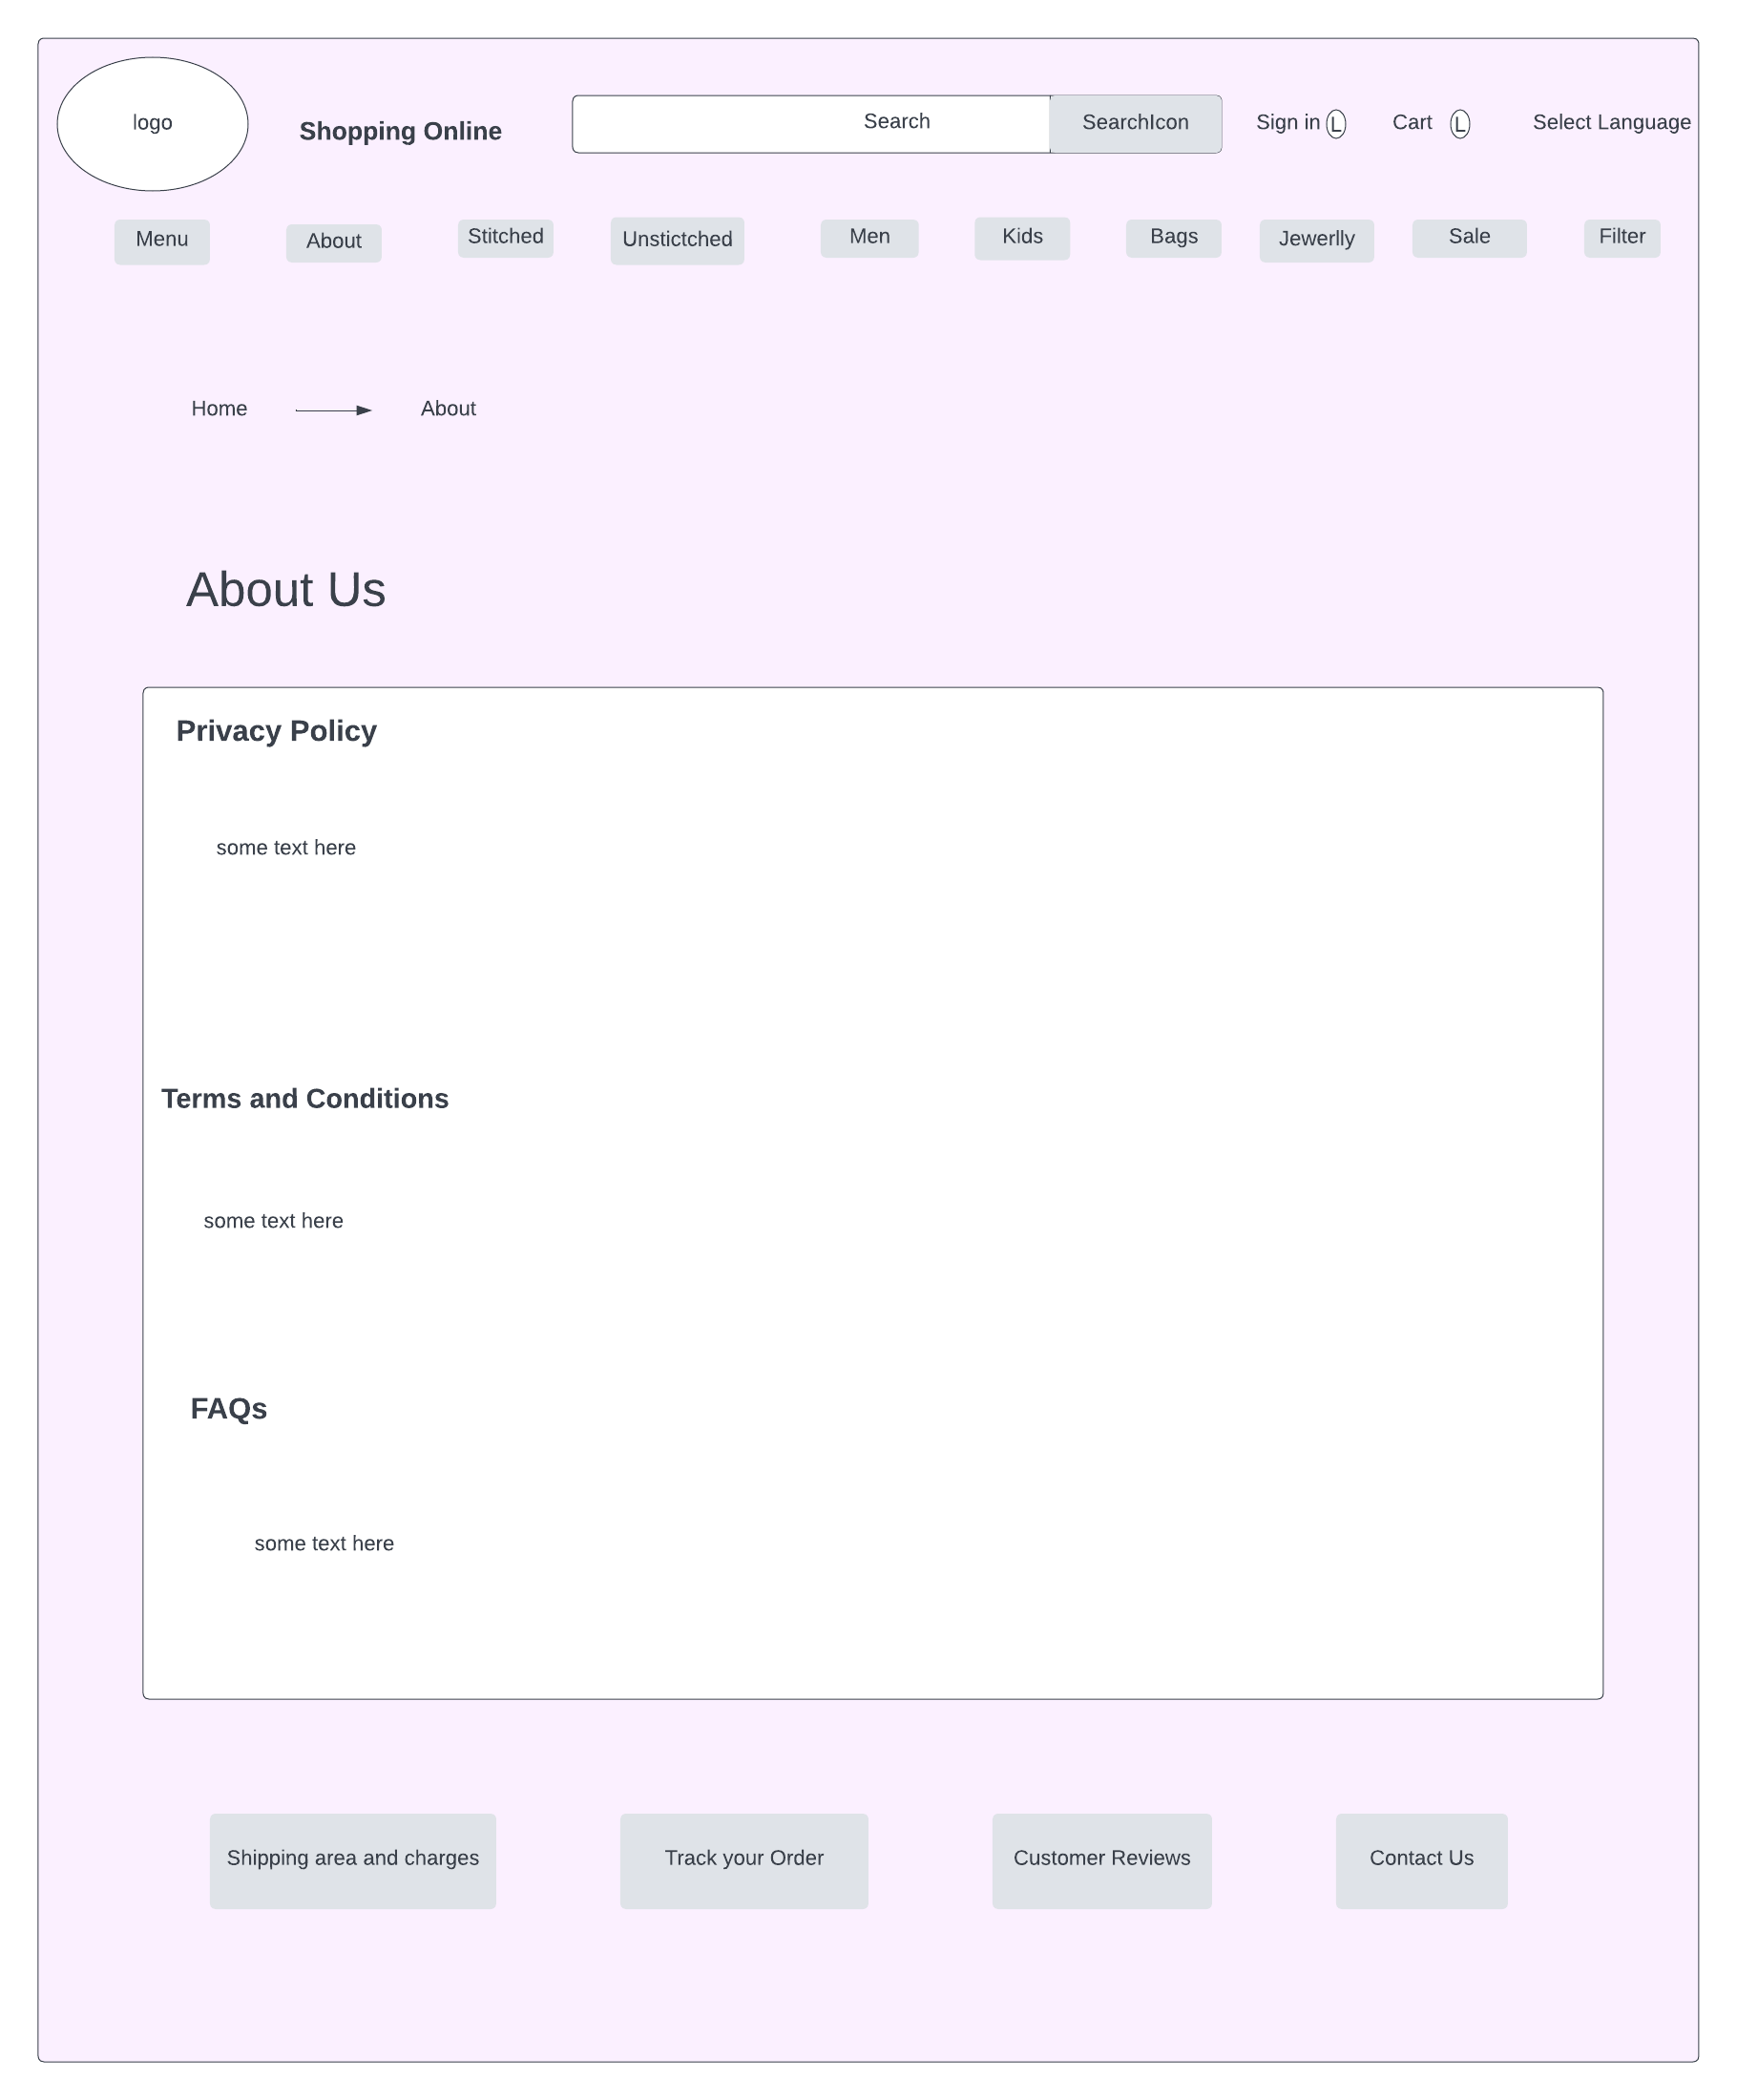 logo
Shopping Online
Search
SearchIcon
Sign in L
Cart L
Select Language
Menu
About
Stitched
Unstictched
Men
Kids
Bags
Jewerlly
Sale
Filter
Home
About
About Us
Privacy Policy
some text here
Terms and Conditions
some text here
FAQs
some text here
Shipping area and charges
Track your Order
Customer Reviews
Contact Us